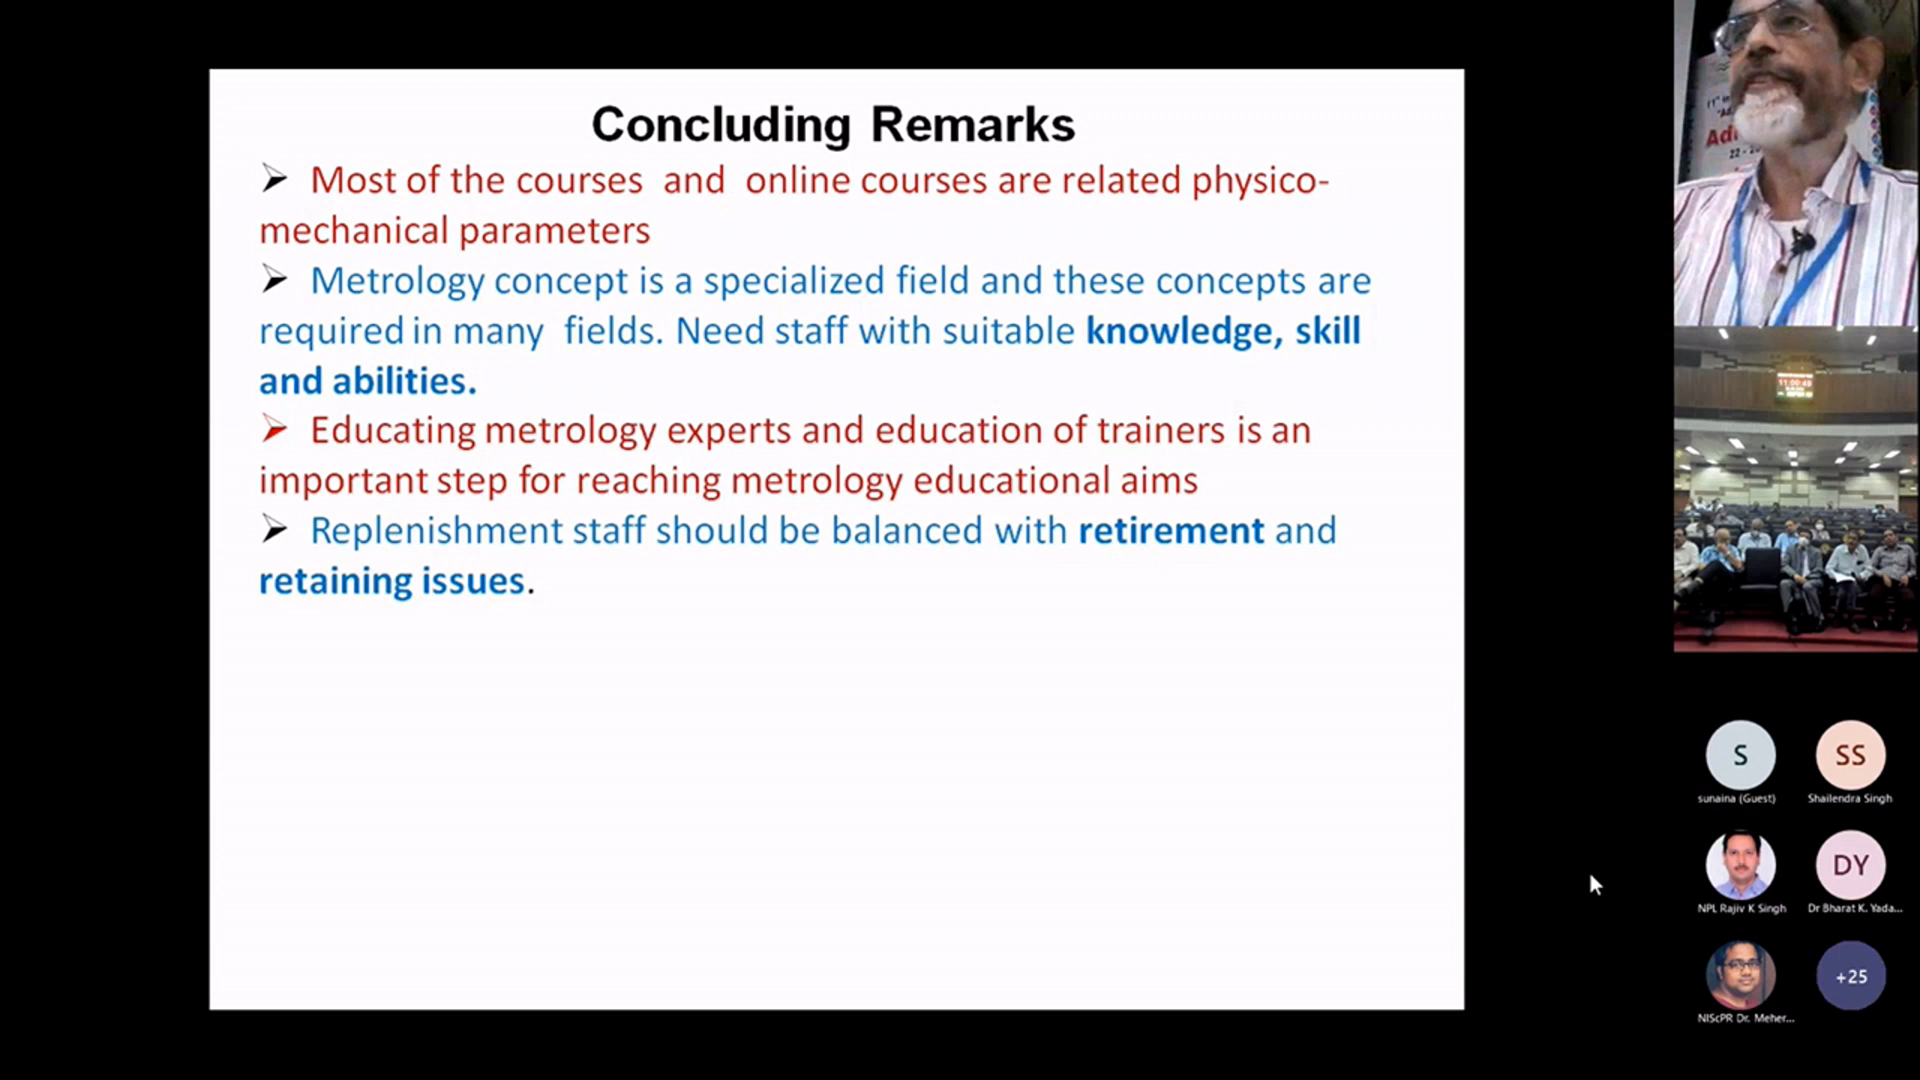 Concluding Remarks
➢ Most of the courses and online courses are related physico-
mechanical parameters
➢ Metrology concept is a specialized field and these concepts are
required in many fields. Need staff with suitable knowledge, skill
and abilities.
➢ Educating metrology experts and education of trainers is an
important step for reaching metrology educational aims
➢ Replenishment staff should be balanced with retirement and
retaining issues.
S
SS
sunaina (Guest)
Shailendra Singh
DY
NPL Rajiv K Singh
Dr Bharat K. Yada...
+25
NIScPR Dr. Meher...